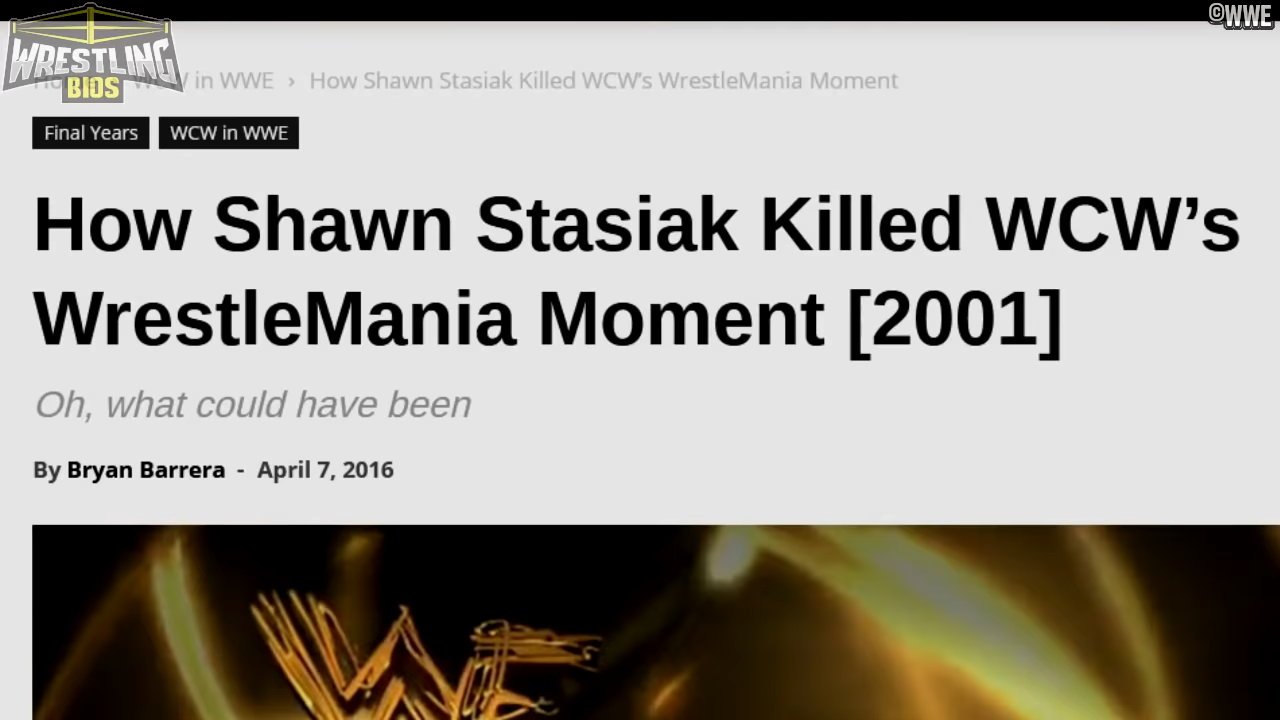 ©WWE
WRESTLING
BIOS
in WWE › How Shawn Stasiak Killed WCW’s WrestleMania Moment
Final Years WCW in WWE
How Shawn Stasiak Killed WCW’s
WrestleMania Moment [2001]
Oh, what could have been
By Bryan Barrera - April 7, 2016